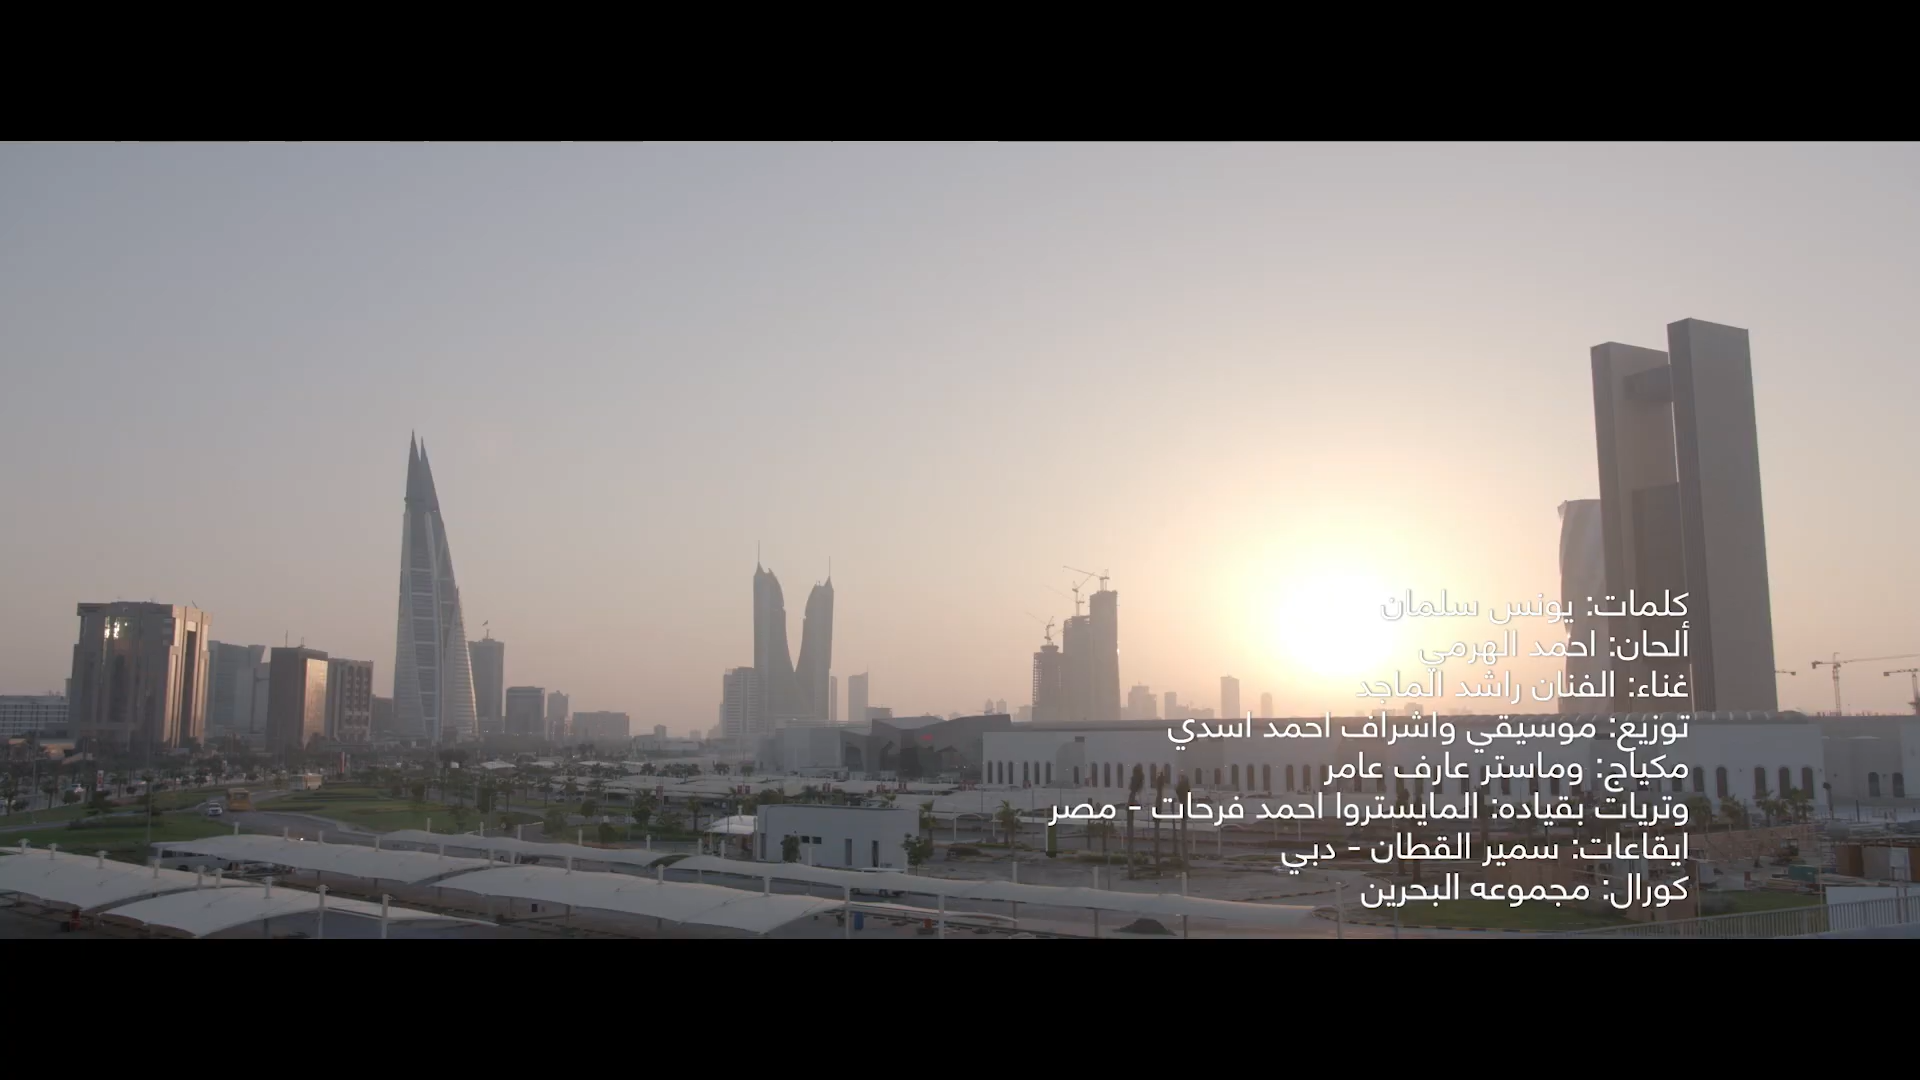 كلمات: يونس سلمان
ألحان: احمد الهرمي
غناء: الفنان راشد الماجد
توزيع: موسيقي واشراف احمد اسدي
مكياج: وماستر عارف عامر
وتريات بقياده: المايستروا احمد فرحات - مصر
ايقاعات: سمير القطان - دبي
كورال: مجموعه البحرين